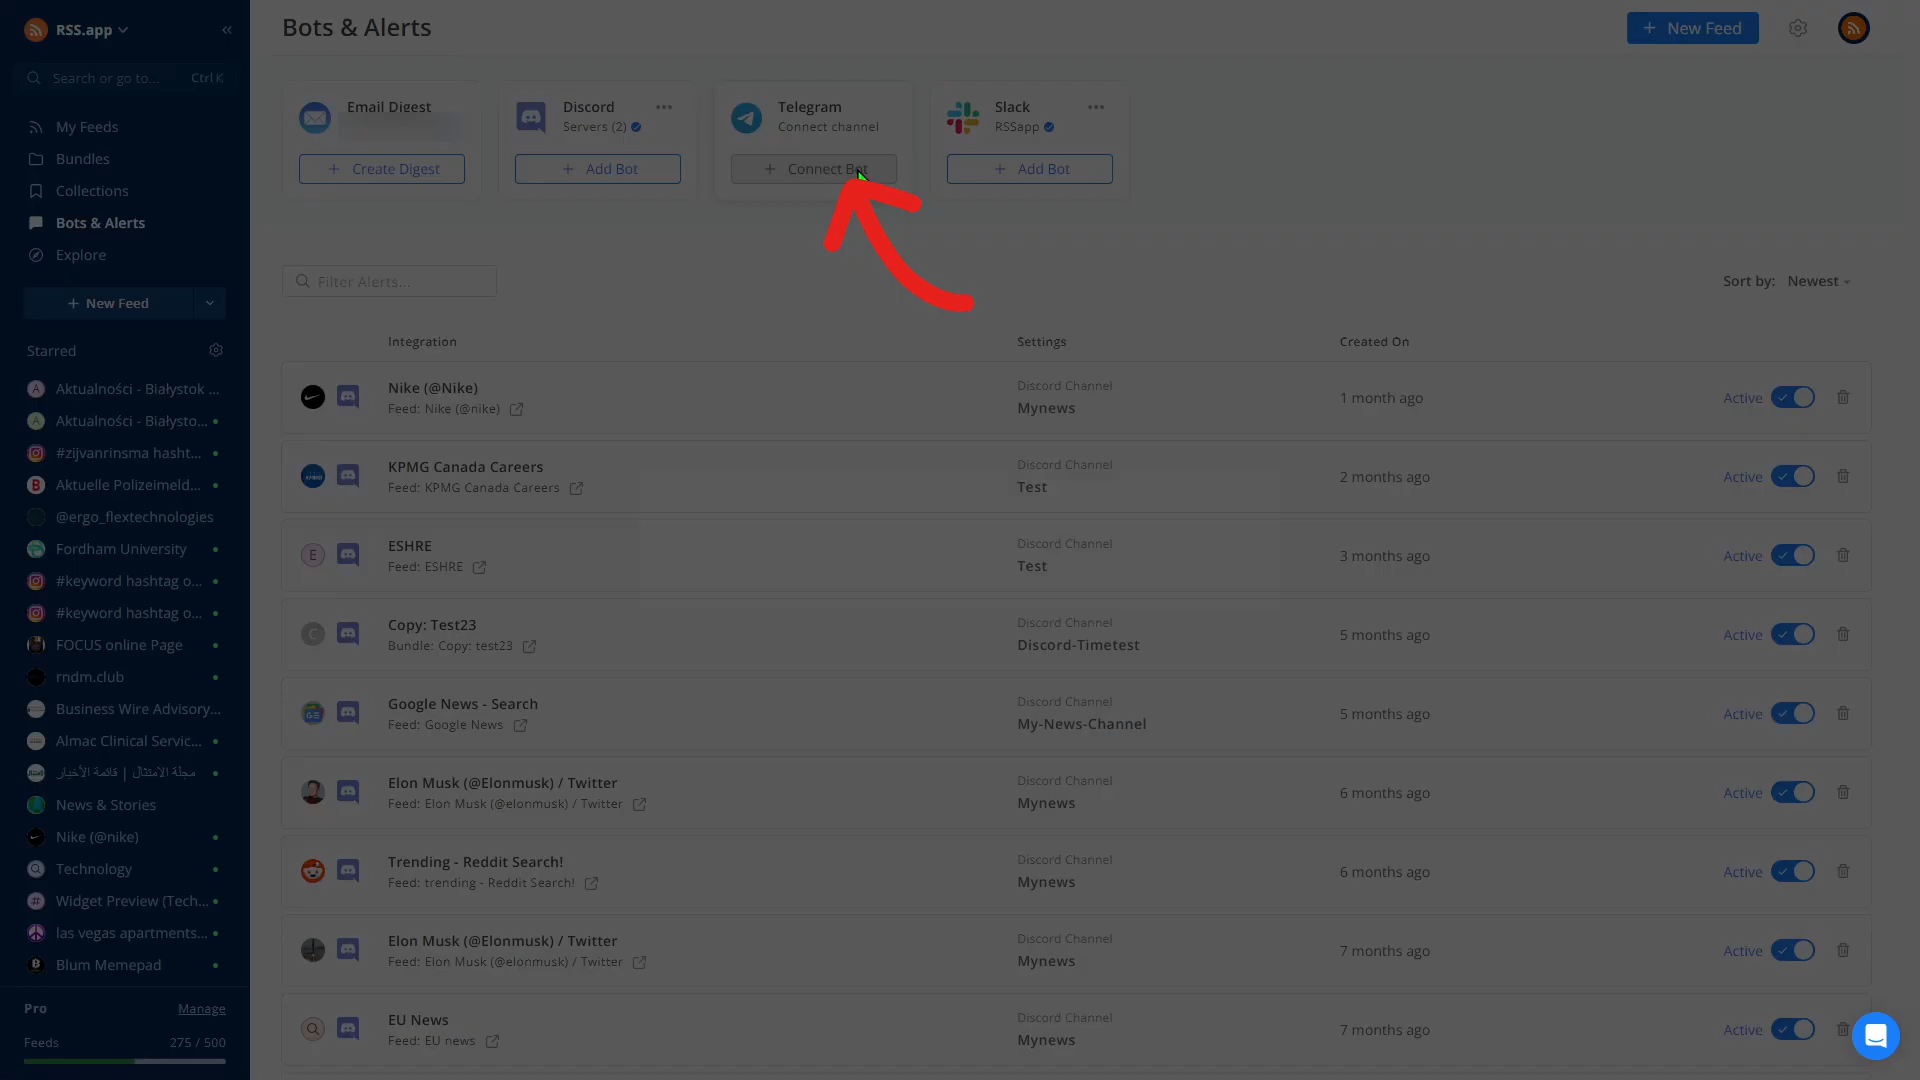 RSS.app
Search or go to... Ctrl K
My Feeds
Bundles
Collections
Bots & Alerts
Explore
+ New Feed
Starred
Aktualności - Białystok ...
Aktualności - Białysto...
#zijvanrinsma hasht...
Aktuelle Polizeimeld...
@ergo_flextechnologies
Fordham University
#keyword hashtag o...
#keyword hashtag o...
FOCUS online Page
rndm.club
Business Wire Advisory...
Almac Clinical Servic...
مجلة الامتثال | قائمة الأخبار
News & Stories
Nike (@nike)
Technology
Widget Preview (Tech...
las vegas apartments...
Blum Memepad
Pro Manage
Feeds 275 / 500
Bots & Alerts
+ New Feed
Email Digest
+ Create Digest
Discord
Servers (2)
+ Add Bot
Telegram
Connect channel
+ Connect Bot
Slack
RSSapp
+ Add Bot
Filter Alerts...
Sort by: Newest
Integration Settings Created On
Nike (@Nike)
Feed: Nike (@nike)
Discord Channel
Mynews
1 month ago
Active
KPMG Canada Careers
Feed: KPMG Canada Careers
Discord Channel
Test
2 months ago
Active
E
ESHRE
Feed: ESHRE
Discord Channel
Test
3 months ago
Active
C
Copy: Test23
Bundle: Copy: test23
Discord Channel
Discord-Timetest
5 months ago
Active
Google News - Search
Feed: Google News
Discord Channel
My-News-Channel
5 months ago
Active
Elon Musk (@Elonmusk) / Twitter
Feed: Elon Musk (@elonmusk) / Twitter
Discord Channel
Mynews
6 months ago
Active
Trending - Reddit Search!
Feed: trending - Reddit Search!
Discord Channel
Mynews
6 months ago
Active
Elon Musk (@Elonmusk) / Twitter
Feed: Elon Musk (@elonmusk) / Twitter
Discord Channel
Mynews
7 months ago
Active
EU News
Feed: EU news
Discord Channel
Mynews
7 months ago
Active